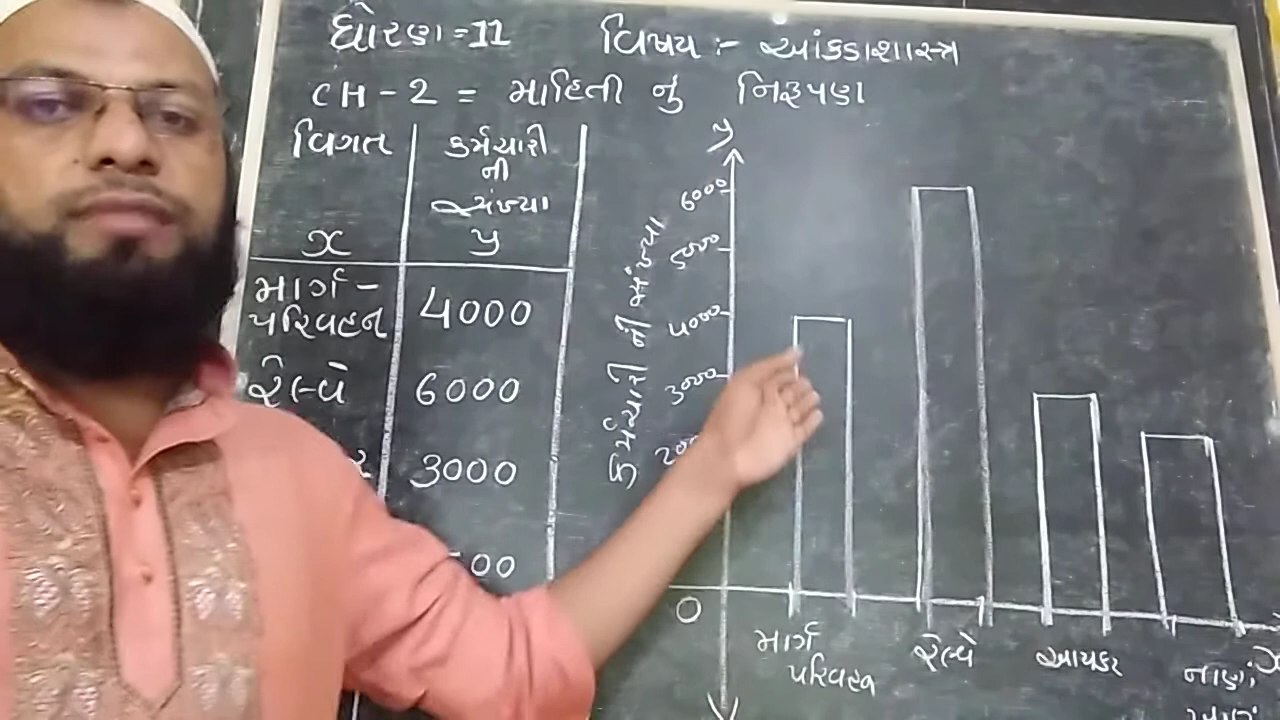 ધોરણ = 11 વિષય :- આંકડાશાસ્ત્ર
CH - 2 = માહિતી નું નિરૂપણ
વિગત
કર્મચારી
ની
સંખ્યા
x
y
માર્ગ -
પરિવહન
4000
રેલ્વે
6000
3000
500
y
6000
5000
4000
3000
કર્મચારી ની સંખ્યા
0
માર્ગ
પરિવહન
રેલ્વે
આયકર
નાણાં
x